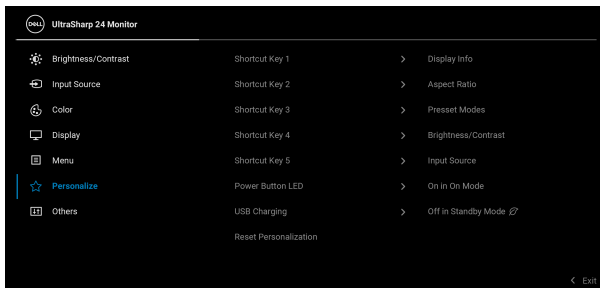 DELL UltraSharp 24 Monitor
Brightness/Contrast Shortcut Key 1 > Display Info
Input Source Shortcut Key 2 > Aspect Ratio
Color Shortcut Key 3 > Presset Modes
Display Shortcut Key 4 > Brightness/Contrast
Menu Shortcut Key 5 > Input Source
Personalize Power Button LED > On in On Mode
Others USB Charging > Off in Standby Mode
Reset Personalization
< Exit